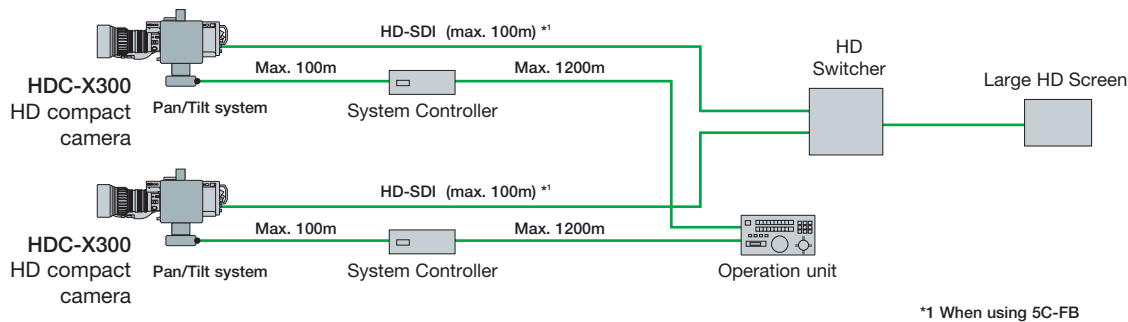 HD-SDI (max. 100m) *1
HD
Switcher
Large HD Screen
Max. 100m
Max. 1200m
HDC-X300
HD compact
camera
Pan/Tilt system
System Controller
HD-SDI (max. 100m) *1
Max. 100m
Max. 1200m
HDC-X300
HD compact
camera
Pan/Tilt system
System Controller
Operation unit
*1 When using 5C-FB